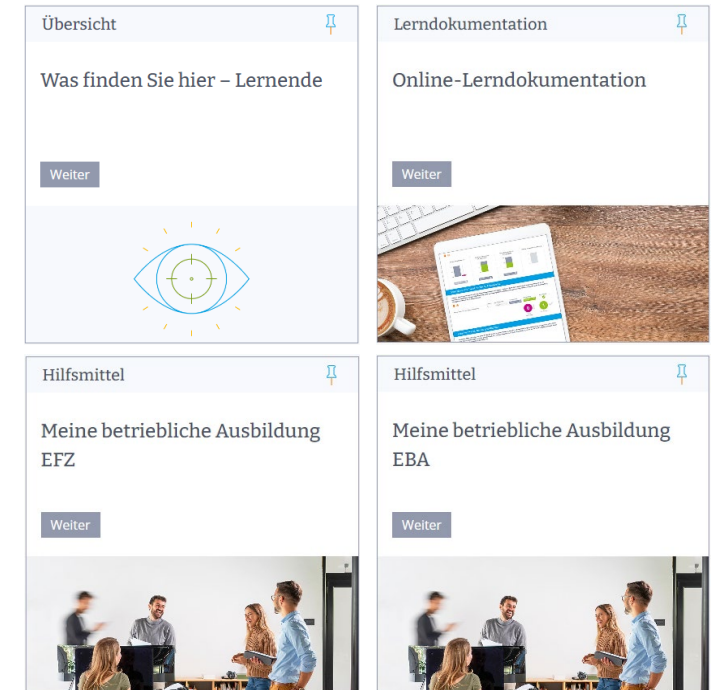 Übersicht
Was finden Sie hier – Lernende
Weiter
Lerndokumentation
Online-Lerndokumentation
Weiter
Hilfsmittel
Meine betriebliche Ausbildung
EFZ
Weiter
Hilfsmittel
Meine betriebliche Ausbildung
EBA
Weiter